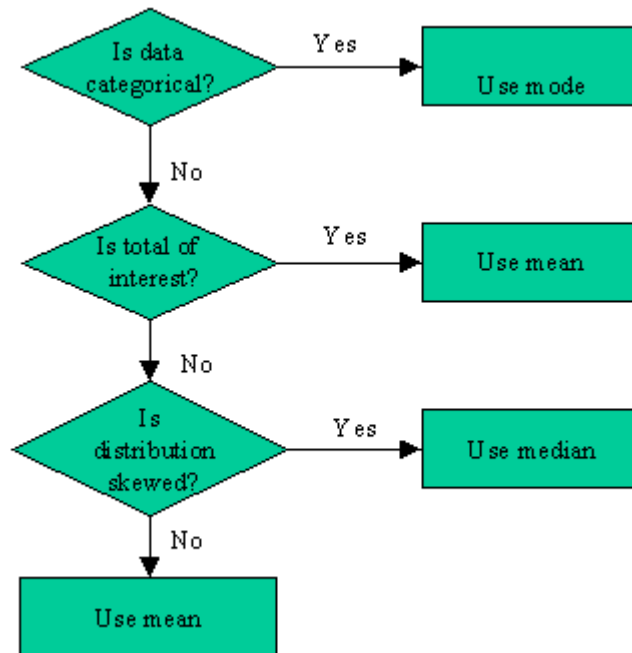 Is data
categorical?
Yes
Use mode
No
Is total of
interest?
Yes
Use mean
No
Is
distribution
skewed?
Yes
Use median
No
Use mean